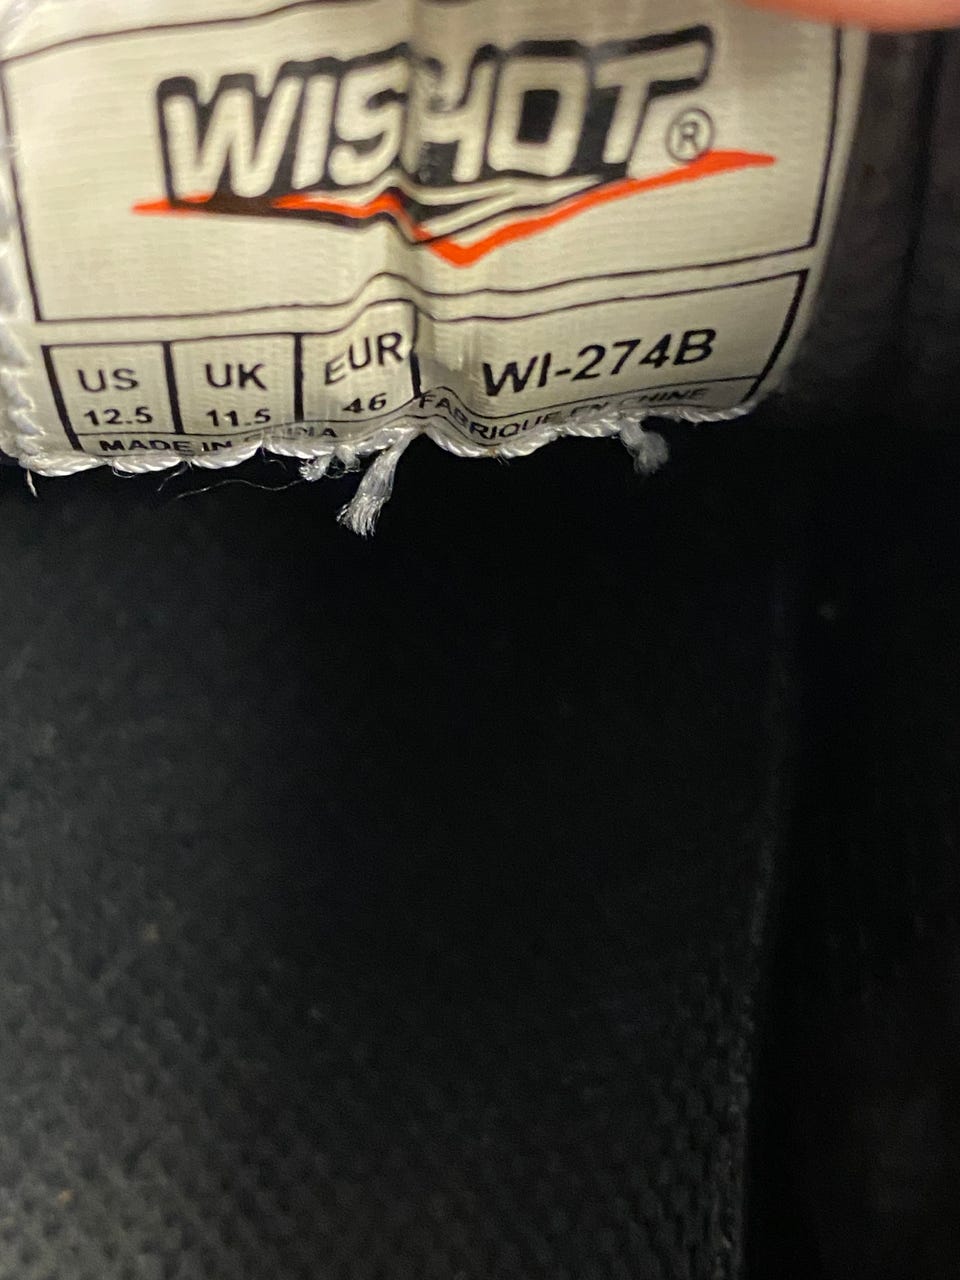 WISHOT®
US UK EUR WI-274B
12.5 11.5 46
MADE IN CHINA FABRIQUE EN CHINE